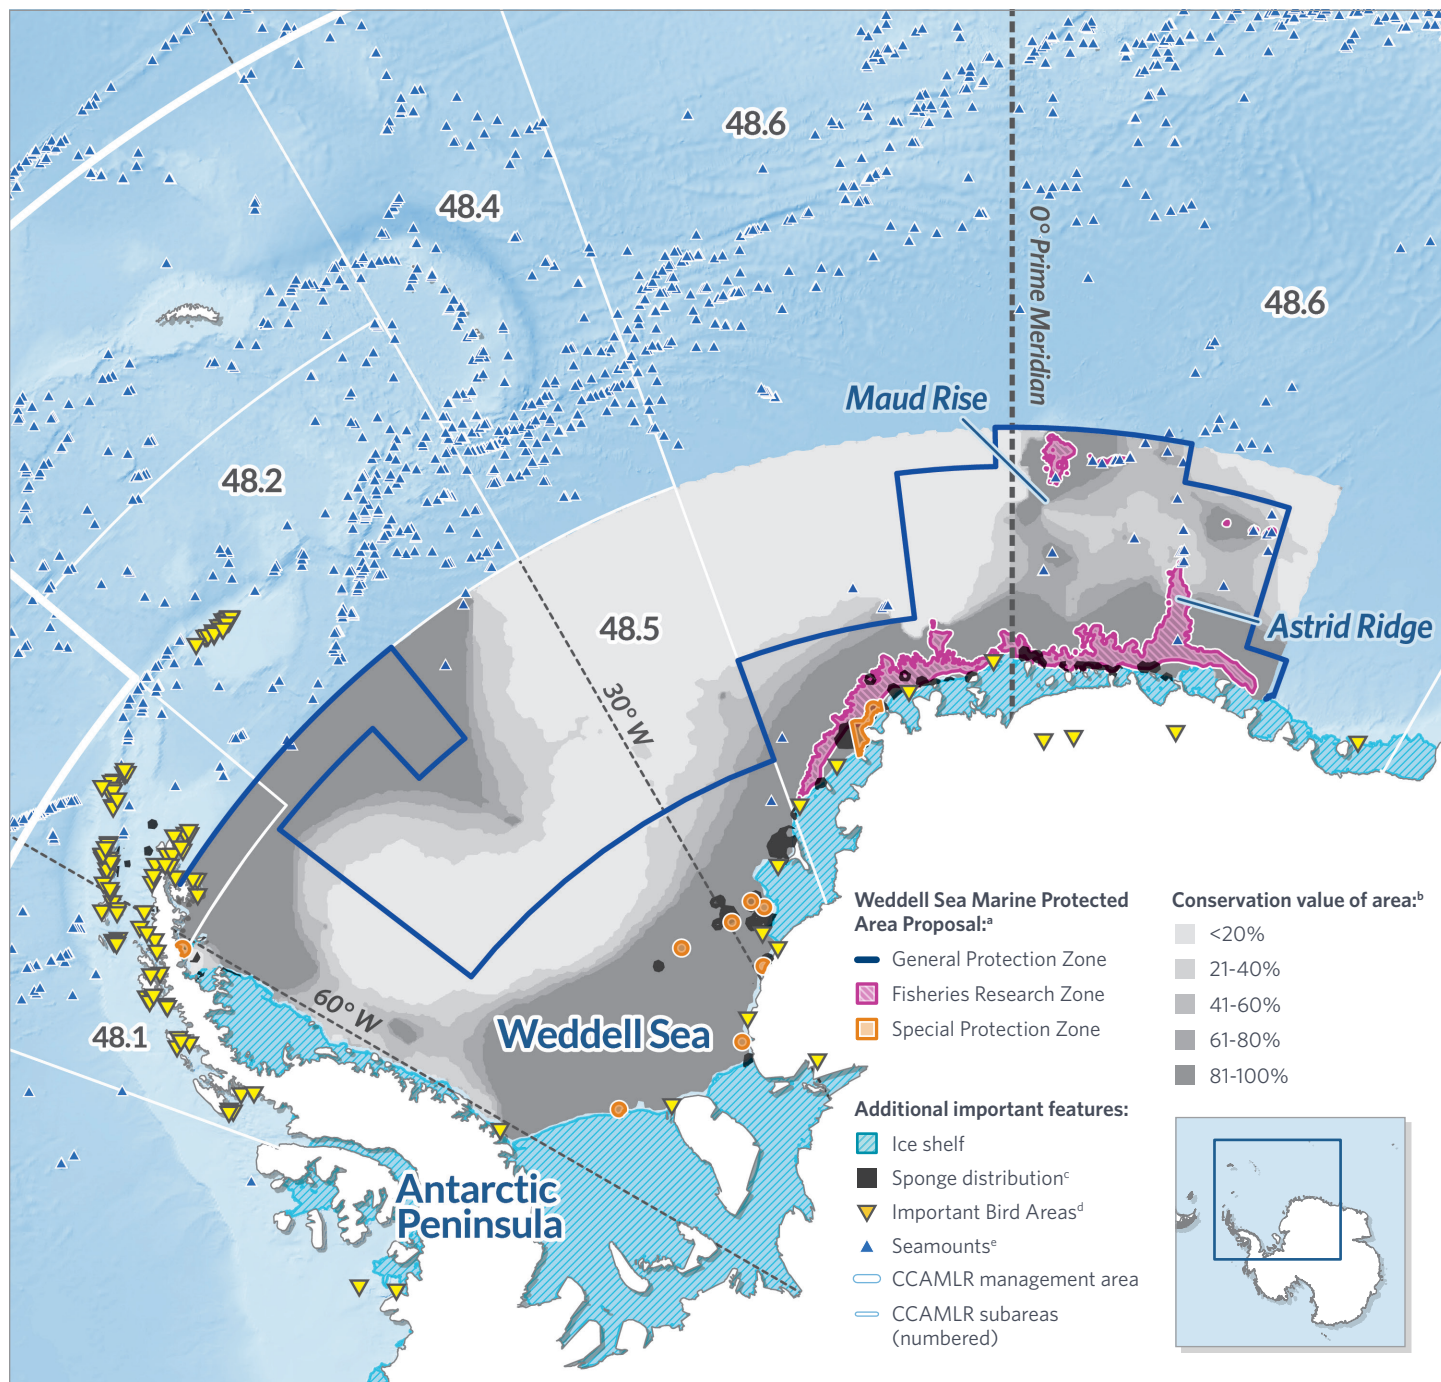 48.6
48.4
0° Prime Meridian
48.6
Maud Rise
48.2
48.5
Astrid Ridge
30° W
60° W
48.1
Weddell Sea
Antarctic
Peninsula
Weddell Sea Marine Protected
Area Proposal:ᵃ
General Protection Zone
Fisheries Research Zone
Special Protection Zone
Additional important features:
Ice shelf
Sponge distributionᶜ
Important Bird Areasᵈ
Seamountsᵉ
CCAMLR management area
CCAMLR subareas
(numbered)
Conservation value of area:ᵇ
<20%
21-40%
41-60%
61-80%
81-100%